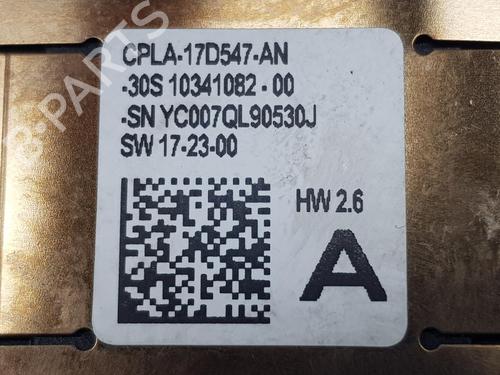 CPLA-17D547-AN
-30S 10341082 - 00
-SN YC007QL90530J
SW 17-23-00
HW 2.6
A